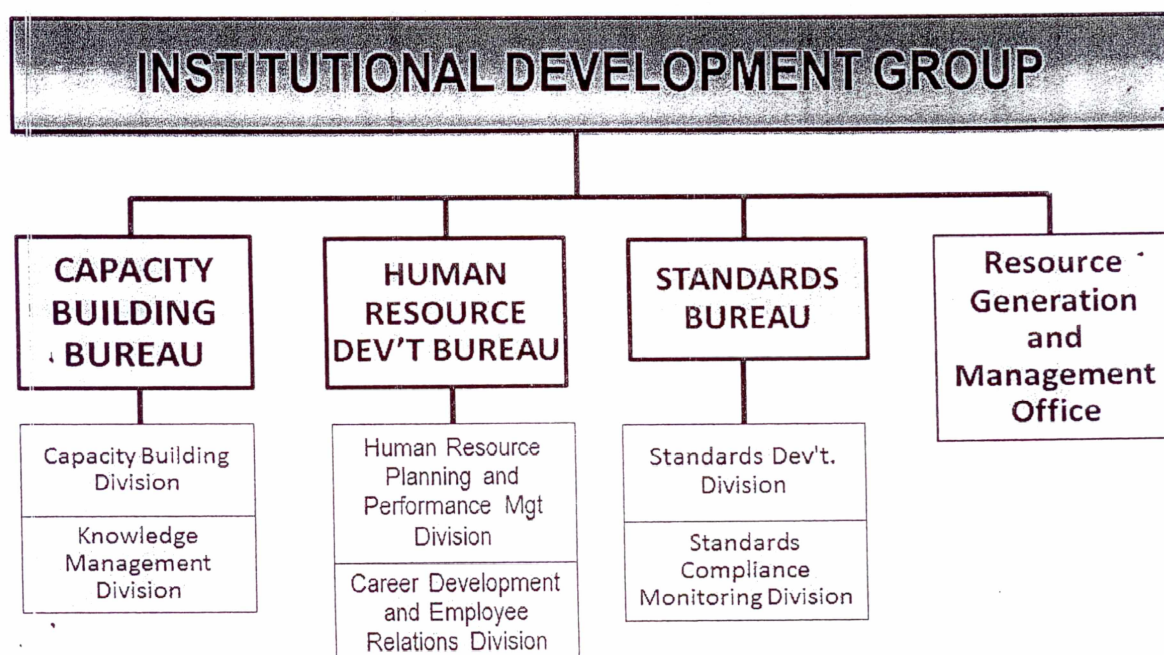 INSTITUTIONAL DEVELOPMENT GROUP
CAPACITY
BUILDING
BUREAU
Capacity Building
Division
Knowledge
Management
Division
HUMAN
RESOURCE
DEV'T BUREAU
Human Resource
Planning and
Performance Mgt
Division
Career Development
and Employee
Relations Division
STANDARDS
BUREAU
Standards Dev't.
Division
Standards
Compliance
Monitoring Division
Resource
Generation
and
Management
Office